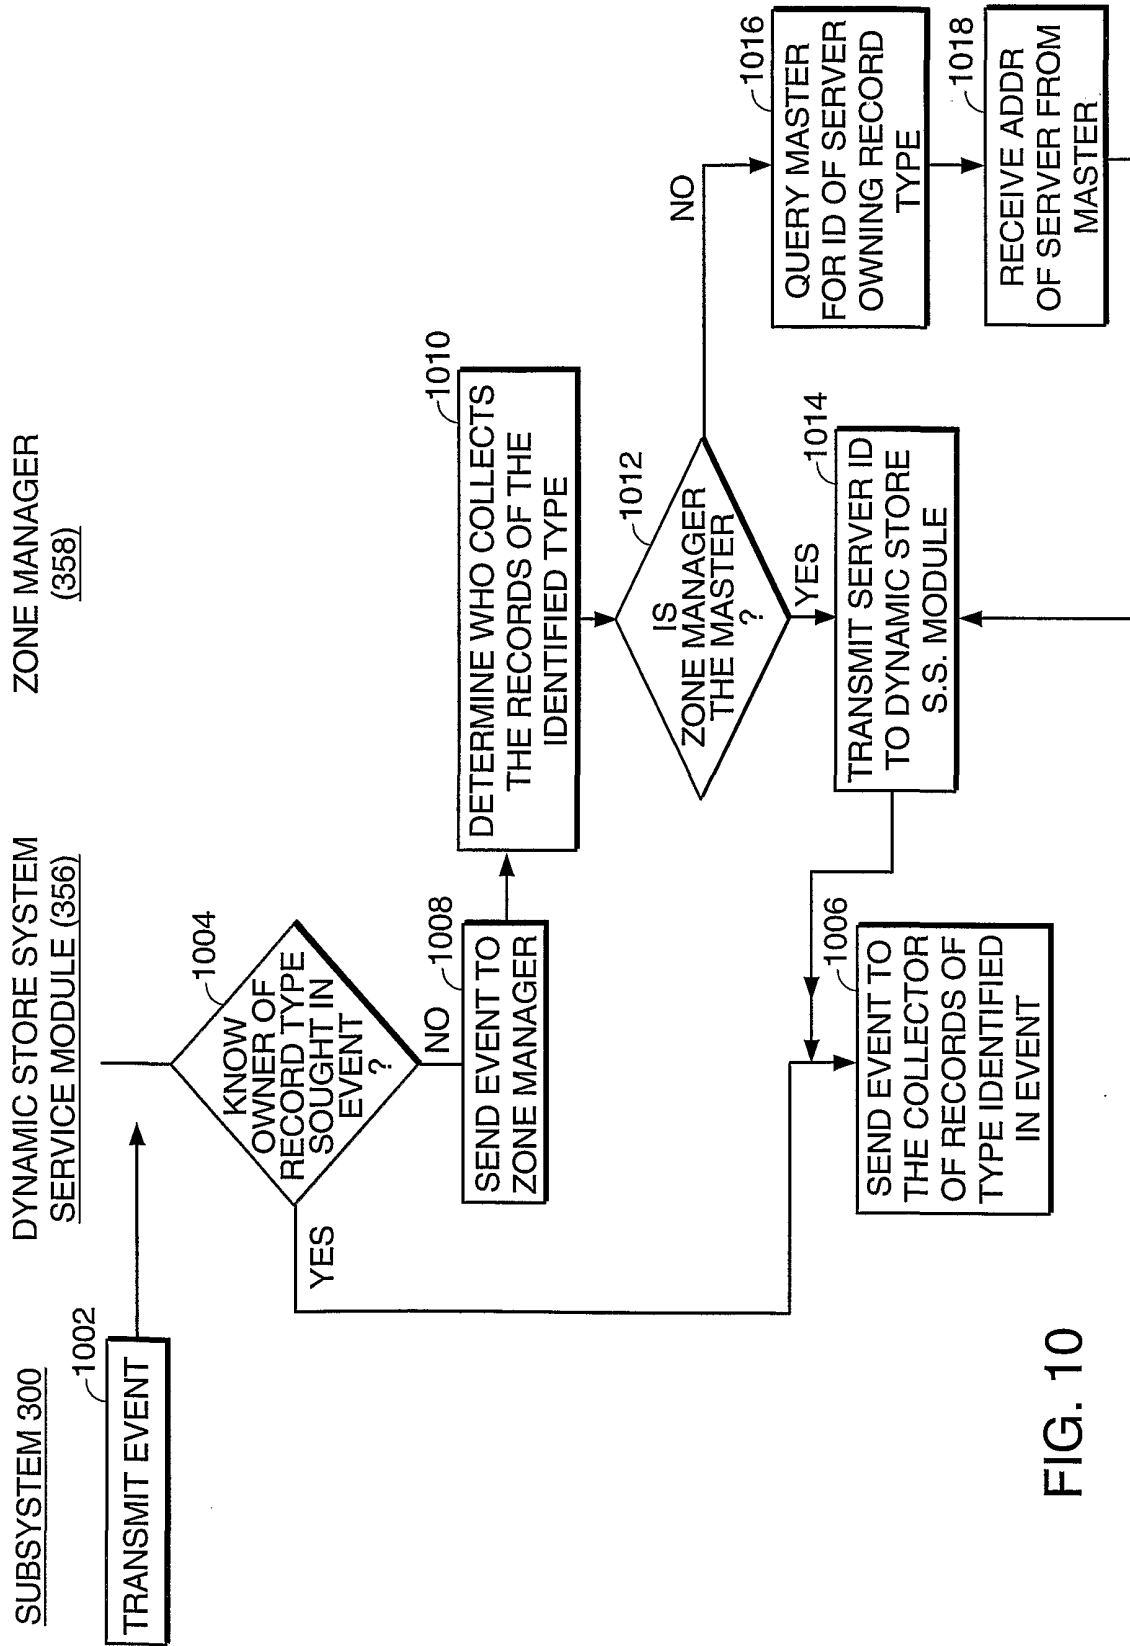 SUBSYSTEM 300
DYNAMIC STORE SYSTEM
SERVICE MODULE (356)
ZONE MANAGER
(358)
1002
TRANSMIT EVENT
1004
KNOW
OWNER OF
RECORD TYPE
SOUGHT IN
EVENT
?
YES
NO
1008
SEND EVENT TO
ZONE MANAGER
1010
DETERMINE WHO COLLECTS
THE RECORDS OF THE
IDENTIFIED TYPE
1012
IS
ZONE MANAGER
THE MASTER
?
NO
YES
1016
QUERY MASTER
FOR ID OF SERVER
OWNING RECORD
TYPE
1014
TRANSMIT SERVER ID
TO DYNAMIC STORE
S.S. MODULE
1018
RECEIVE ADDR
OF SERVER FROM
MASTER
1006
SEND EVENT TO
THE COLLECTOR
OF RECORDS OF
TYPE IDENTIFIED
IN EVENT
FIG. 10